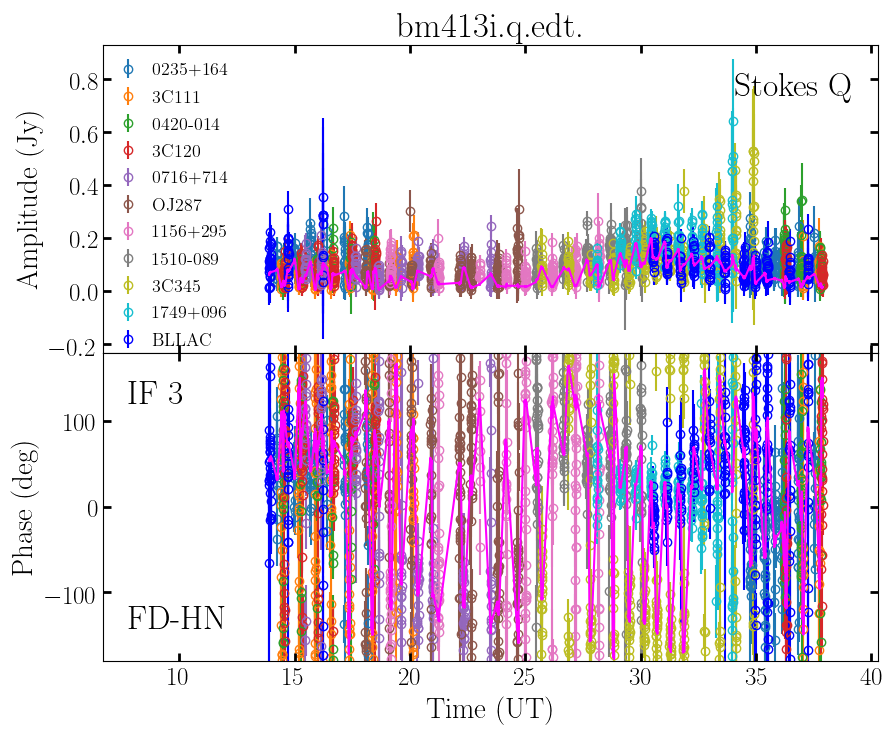 bm413i.q.edt.
Stokes Q
0235+164
3C111
0420-014
3C120
0716+714
OJ287
1156+295
1510-089
3C345
1749+096
BLLAC
Amplitude (Jy)
0.8
0.6
0.4
0.2
0.0
−0.2
IF 3
FD-HN
Phase (deg)
100
0
−100
10 15 20 25 30 35 40
Time (UT)